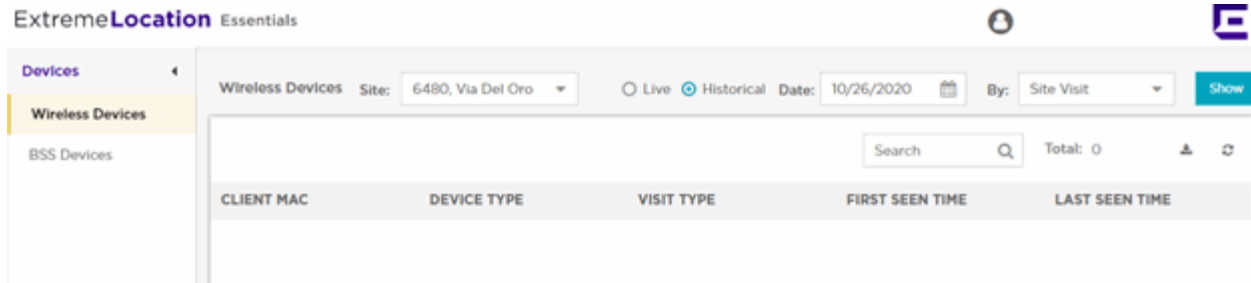 ExtremeLocation Essentials
Devices
Wireless Devices
BSS Devices
Wireless Devices Site: 6480, Via Del Oro Live Historical Date: 10/26/2020 By: Site Visit Show
Search Total: 0
CLIENT MAC DEVICE TYPE VISIT TYPE FIRST SEEN TIME LAST SEEN TIME